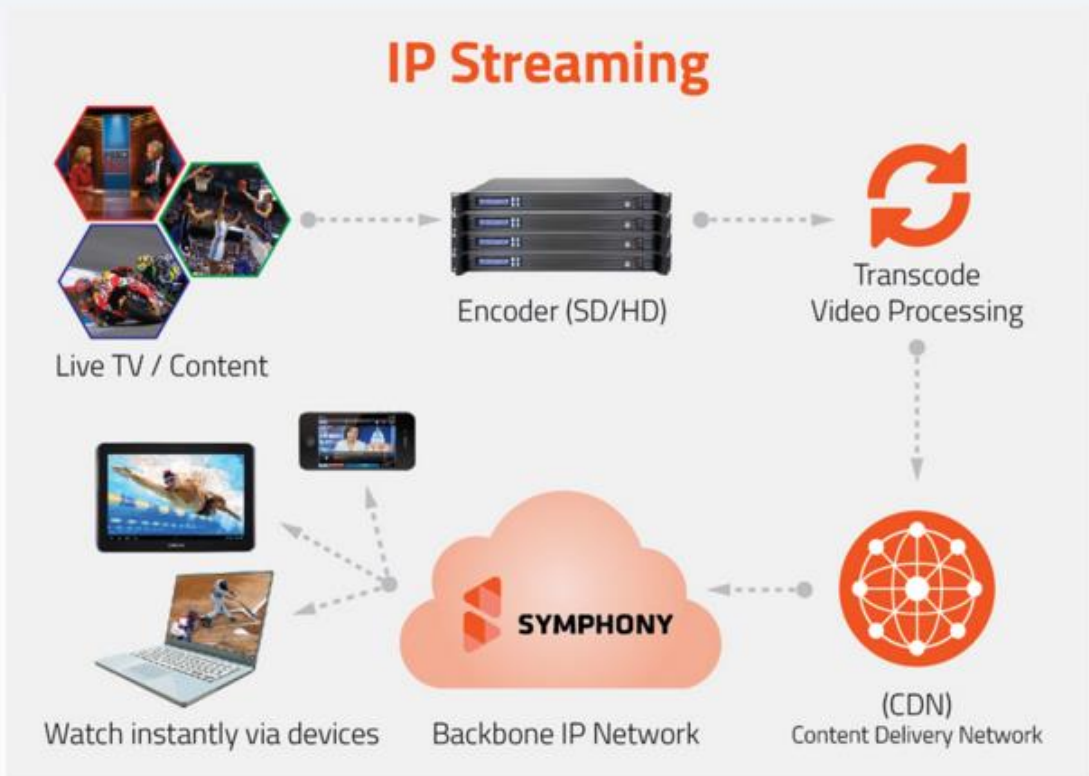 IP Streaming
Live TV / Content
Encoder (SD/HD)
Transcode
Video Processing
Watch instantly via devices
SYMPHONY
Backbone IP Network
(CDN)
Content Delivery Network